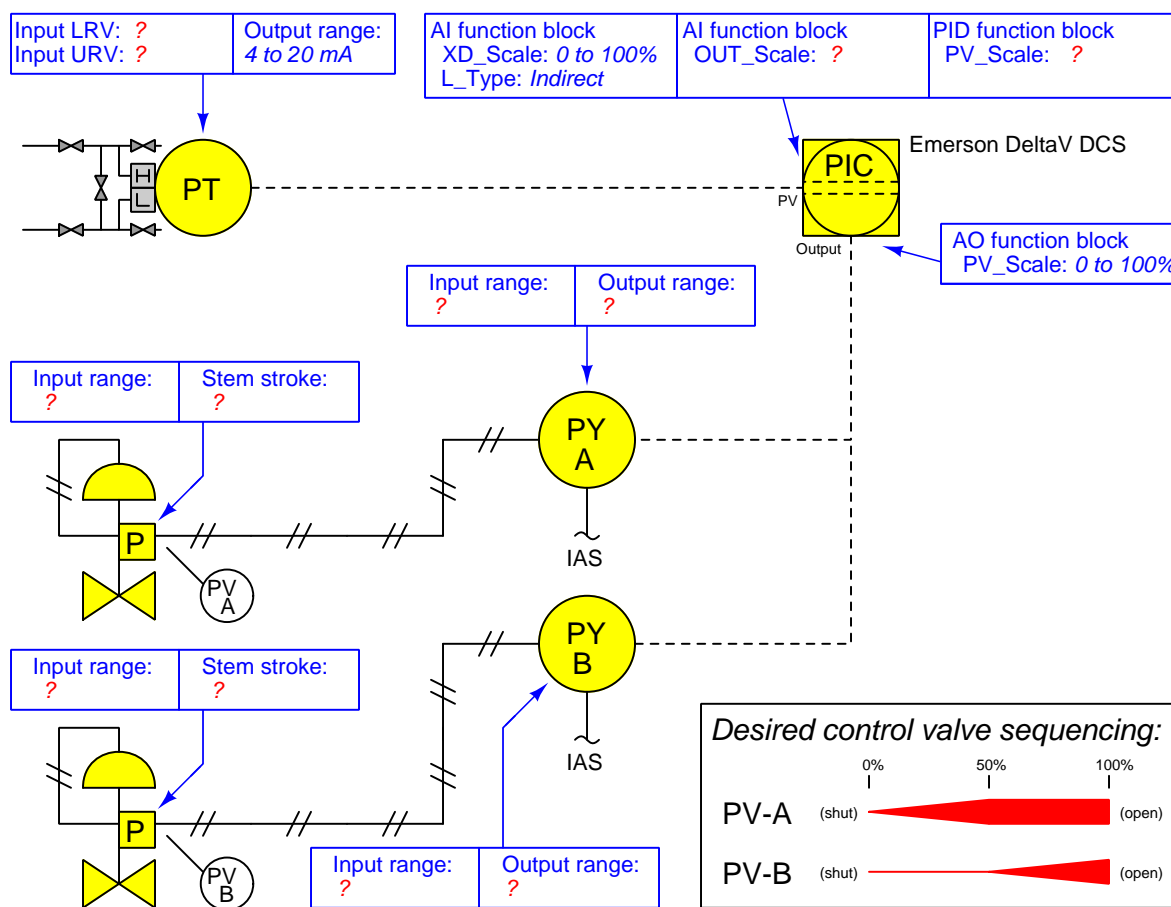 Input LRV: ?
Input URV: ?
Output range:
4 to 20 mA
AI function block
XD_Scale: 0 to 100%
L_Type: Indirect
AI function block
OUT_Scale: ?
PID function block
PV_Scale: ?
H
L
PT
PIC
PV
Output
Emerson DeltaV DCS
AO function block
PV_Scale: 0 to 100%
Input range:
?
Output range:
?
Input range:
?
Stem stroke:
?
PY
A
P
IAS
PV
A
PY
B
Input range:
?
Stem stroke:
?
IAS
P
PV
B
Input range:
?
Output range:
?
Desired control valve sequencing:
0% 50% 100%
PV-A (shut) (open)
PV-B (shut) (open)